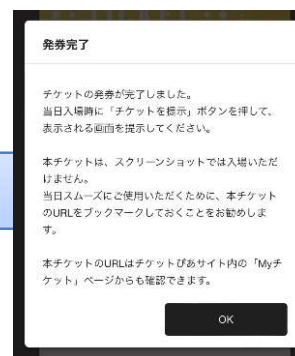 発券完了
チケットの発券が完了しました。
当日入場時に「チケットを提示」ボタンを押して、
表示される画面を提示してください。
本チケットは、スクリーンショットでは入場いただ
けません。
当日スムーズにご使用いただくために、本チケット
のURLをブックマークしておくことをお勧めしま
す。
本チケットのURLはチケットぴあサイト内の「Myチ
ケット」ページからも確認できます。
OK